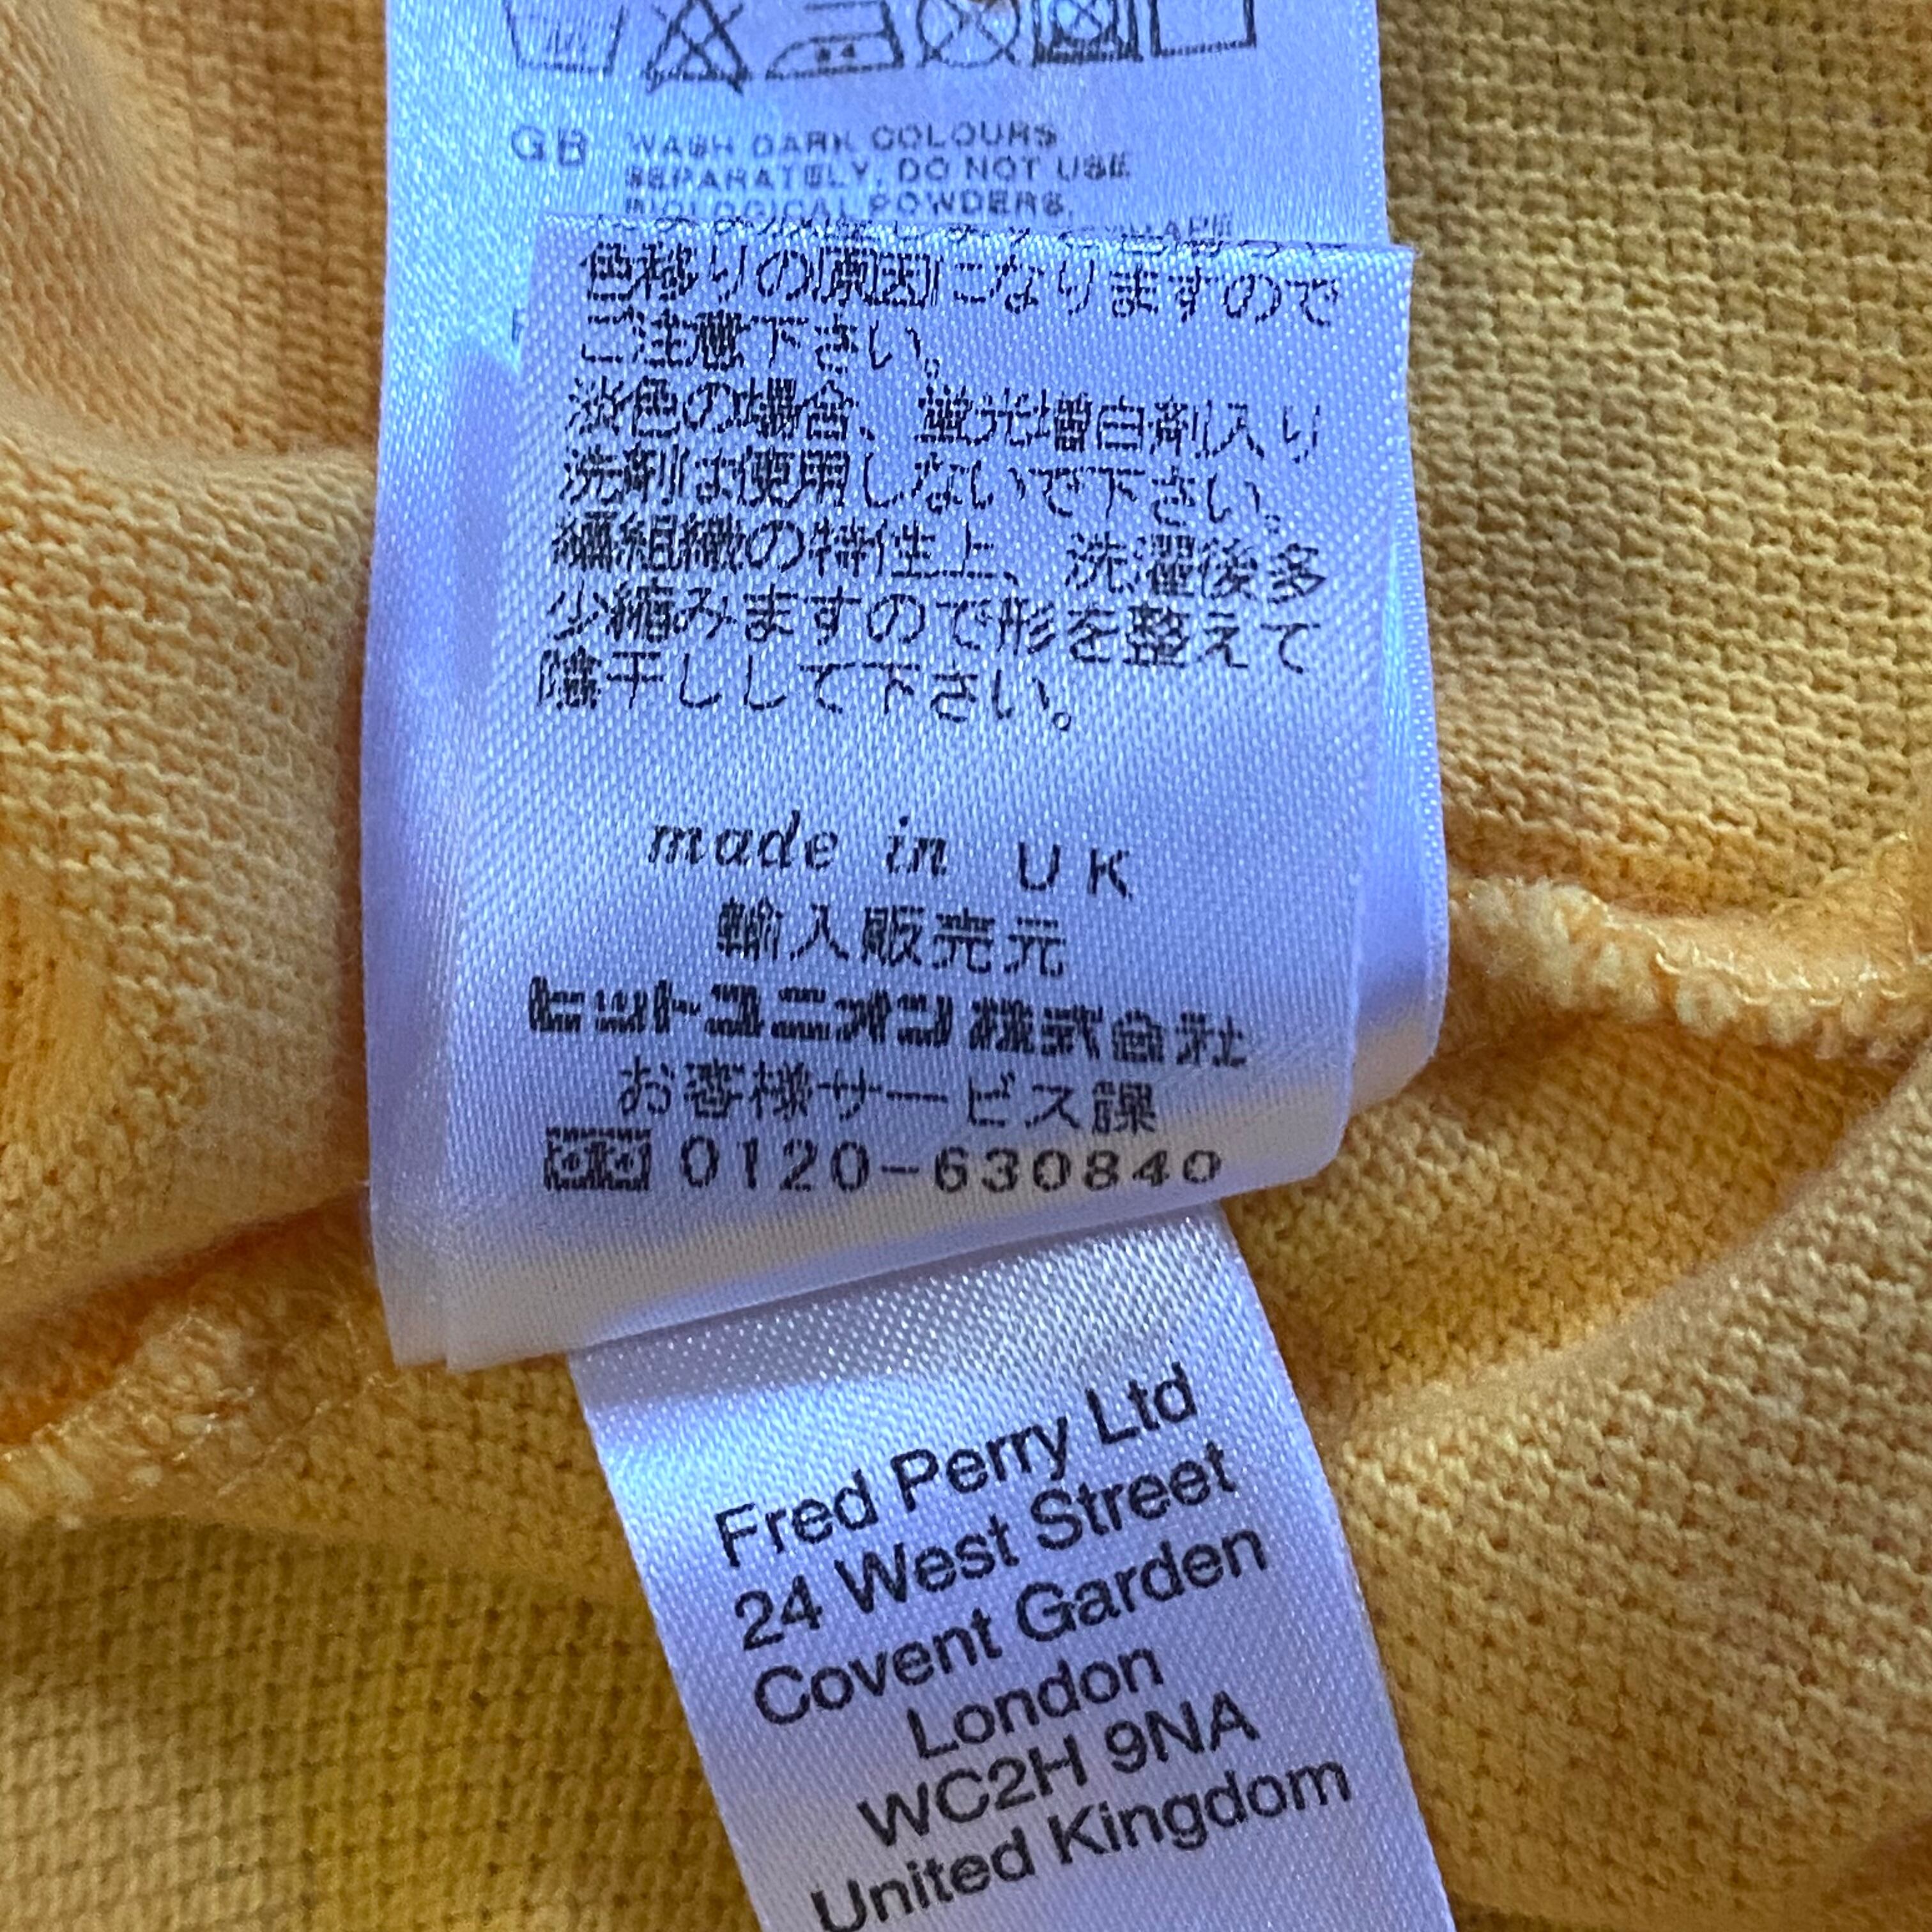 GB WASH DARK COLOURS
SEPARATELY. DO NOT USE
BIOLOGICAL POWDERS.
色移りの原因になりますので
ご注意下さい。
淡色の場合、蛍光増白剤入り
洗剤は使用しないで下さい。
編組織の特性上、洗濯後多
少縮みますので形を整えて
陰干しして下さい。
made in UK
輸入販売元
ヒットユニオン株式会社
お客様サービス課
0120-630840
Fred Perry Ltd
24 West Street
Covent Garden
London
WC2H 9NA
United Kingdom